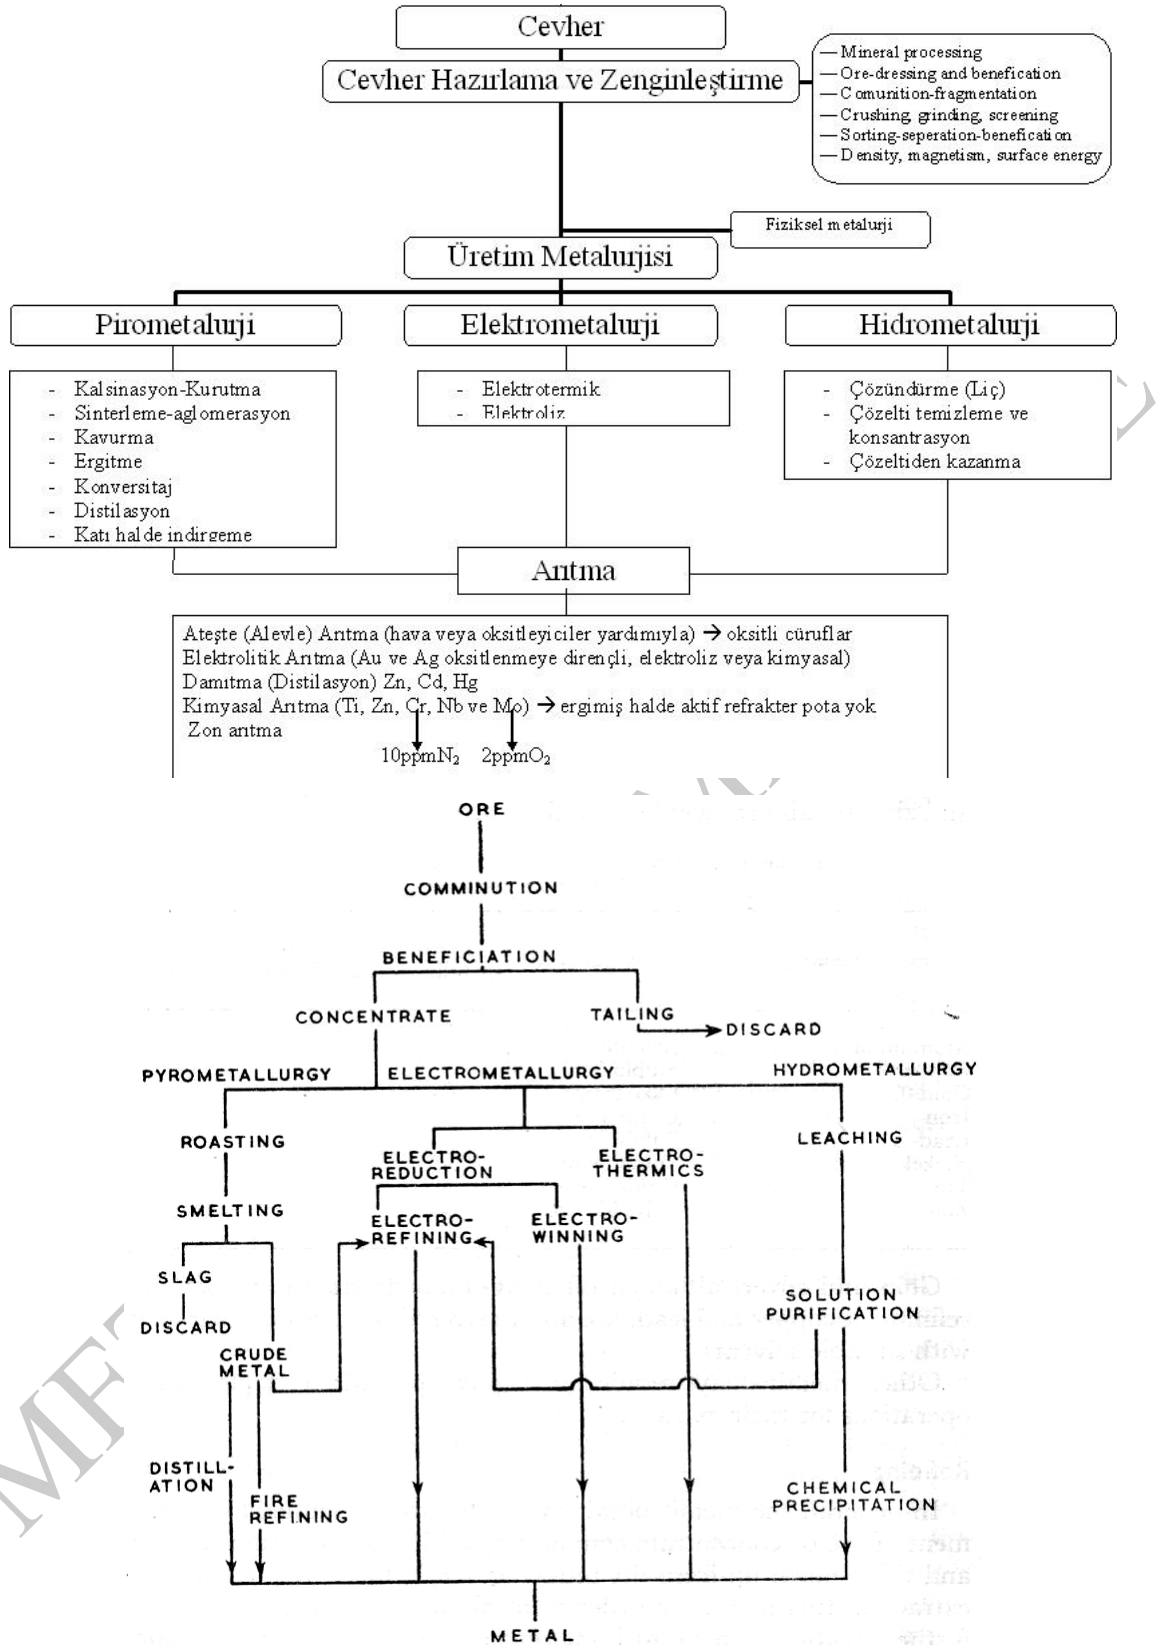 Cevher
Cevher Hazırlama ve Zenginleştirme
— Mineral processing
— Ore-dressing and benefication
— Comunition-fragmentation
— Crushing, grinding, screening
— Sorting-seperation-benefication
— Density, magnetism, surface energy
Fiziksel metalurji
Üretim Metalurjisi
Pirometalurji
Elektrometalurji
Hidrometalurji
- Kalsinasyon-Kurutma
- Sinterleme-aglomerasyon
- Kavurma
- Ergitme
- Konversitaj
- Distilasyon
- Katı halde indirgeme
- Elektrotermik
- Elektroliz
- Çözündürme (Liç)
- Çözelti temizleme ve
konsantrasyon
- Çözeltiden kazanma
Arıtma
Ateşte (Alevle) Arıtma (hava veya oksitleyiciler yardımıyla) → oksitli cüruflar
Elektrolitik Arıtma (Au ve Ag oksitlenmeye dirençli, elektroliz veya kimyasal)
Damıtma (Distilasyon) Zn, Cd, Hg
Kimyasal Arıtma (Ti, Zn, Cr, Nb ve Mo) → ergimiş halde aktif refrakter pota yok
Zon arıtma
10ppmN₂ 2ppmO₂
ORE
COMMINUTION
BENEFICIATION
CONCENTRATE
TAILING
DISCARD
PYROMETALLURGY
ELECTROMETALLURGY
HYDROMETALLURGY
ROASTING
ELECTRO-
REDUCTION
ELECTRO-
THERMICS
LEACHING
SMELTING
ELECTRO-
REFINING
ELECTRO-
WINNING
SLAG
DISCARD
SOLUTION
PURIFICATION
CRUDE
METAL
DISTILL-
ATION
FIRE
REFINING
CHEMICAL
PRECIPITATION
METAL